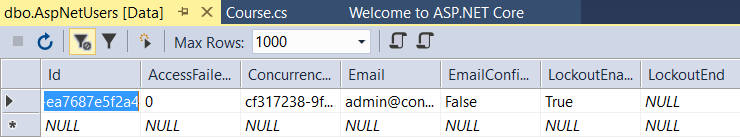 dbo.AspNetUsers [Data] Course.cs Welcome to ASP.NET Core
Max Rows: 1000
Id AccessFaile... Concurrenc... Email EmailConfi... LockoutEna... LockoutEnd
-ea7687e5f2a4 0 cf317238-9f... admin@con... False True NULL
NULL NULL NULL NULL NULL NULL NULL